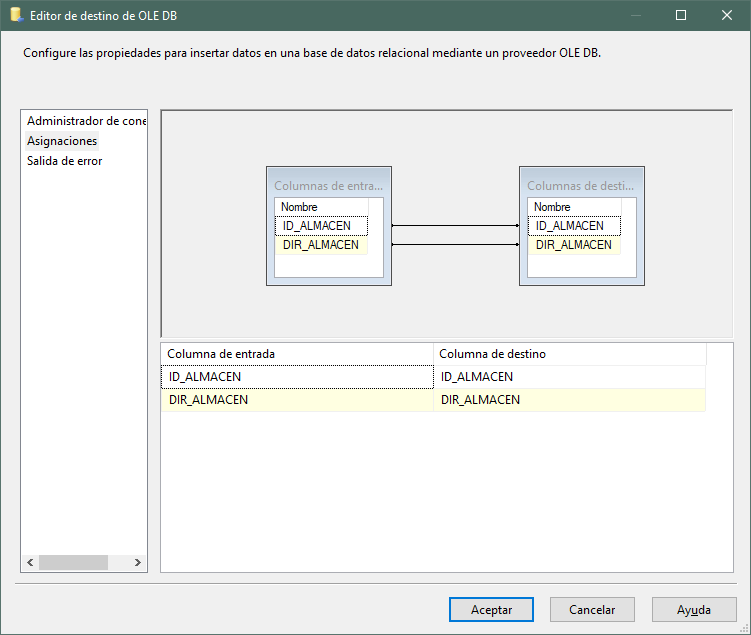 Editor de destino de OLE DB
Configure las propiedades para insertar datos en una base de datos relacional mediante un proveedor OLE DB.
Administrador de cone
Asignaciones
Salida de error
Columnas de entra...
Nombre
ID_ALMACEN
DIR_ALMACEN
Columnas de desti...
Nombre
ID_ALMACEN
DIR_ALMACEN
Columna de entrada Columna de destino
ID_ALMACEN ID_ALMACEN
DIR_ALMACEN DIR_ALMACEN
Aceptar Cancelar Ayuda